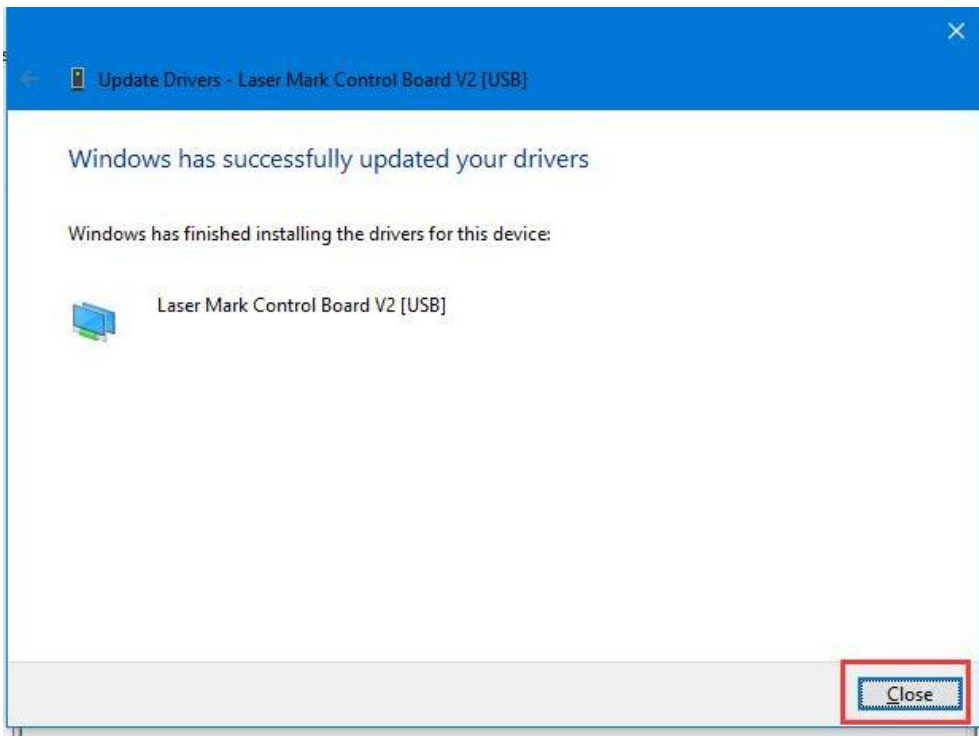 Update Drivers - Laser Mark Control Board V2 [USB]
Windows has successfully updated your drivers
Windows has finished installing the drivers for this device:
Laser Mark Control Board V2 [USB]
Close